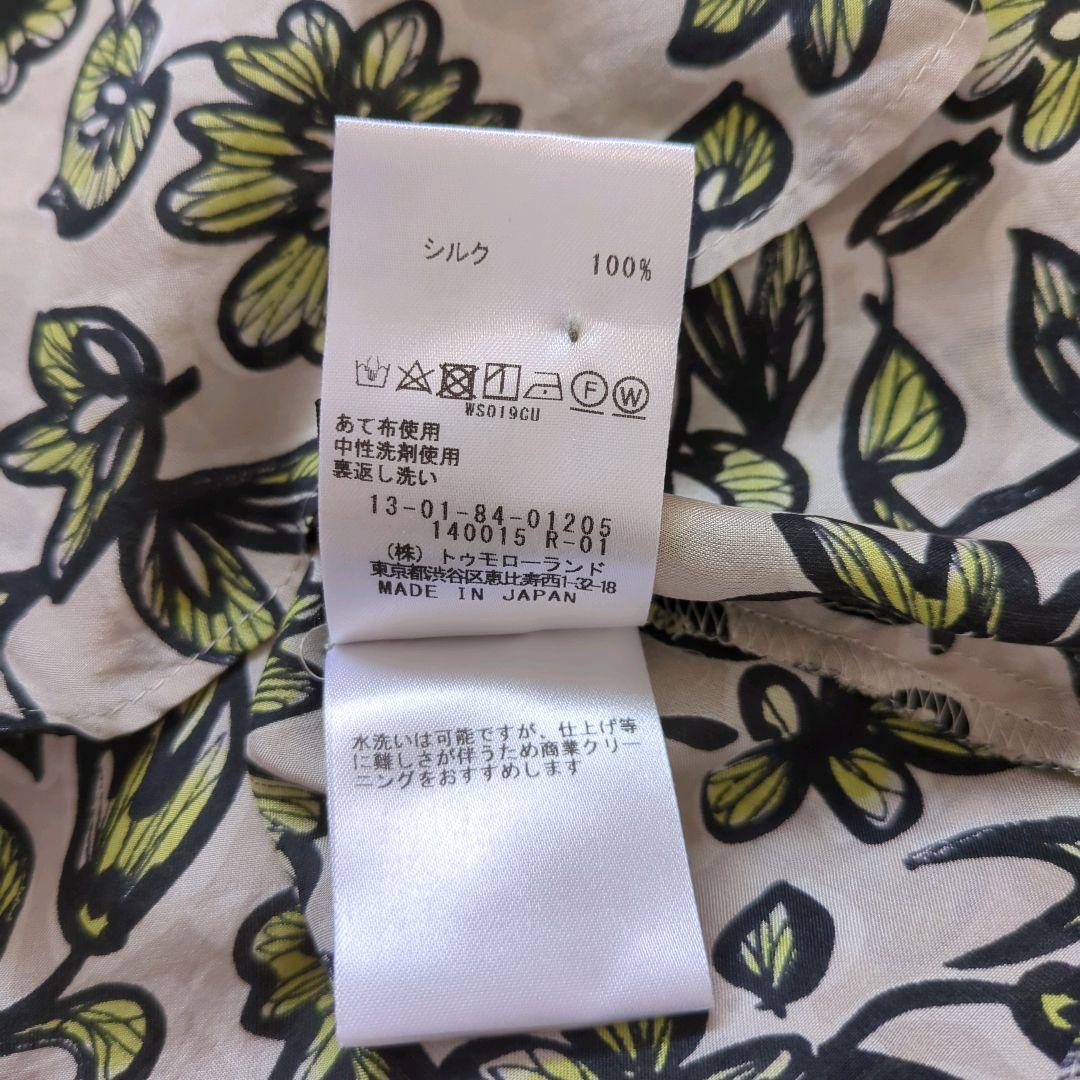 シルク 100%
F W
WS019CU
あて布使用
中性洗剤使用
裏返し洗い
13-01-84-01205
140015 R-01
(株) トゥモローランド
東京都渋谷区恵比寿西1-32-18
MADE IN JAPAN
水洗いは可能ですが、仕上げ等
に難しさが伴うため商業クリー
ニングをおすすめします